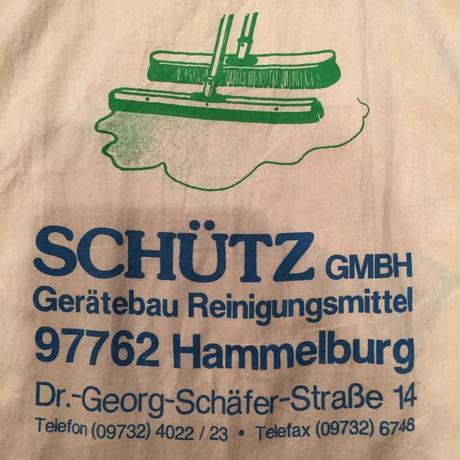 SCHÜTZ GMBH
Gerätebau Reinigungsmittel
97762 Hammelburg
Dr.-Georg-Schäfer-Straße 14
Telefon (09732) 4022 / 23 • Telefax (09732) 6748